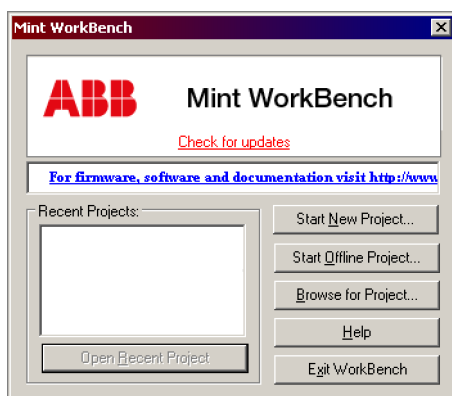 Mint WorkBench
ABB Mint WorkBench
Check for updates
For firmware, software and documentation visit http://www
Recent Projects:
Start New Project...
Start Offline Project...
Browse for Project...
Help
Open Recent Project
Exit WorkBench